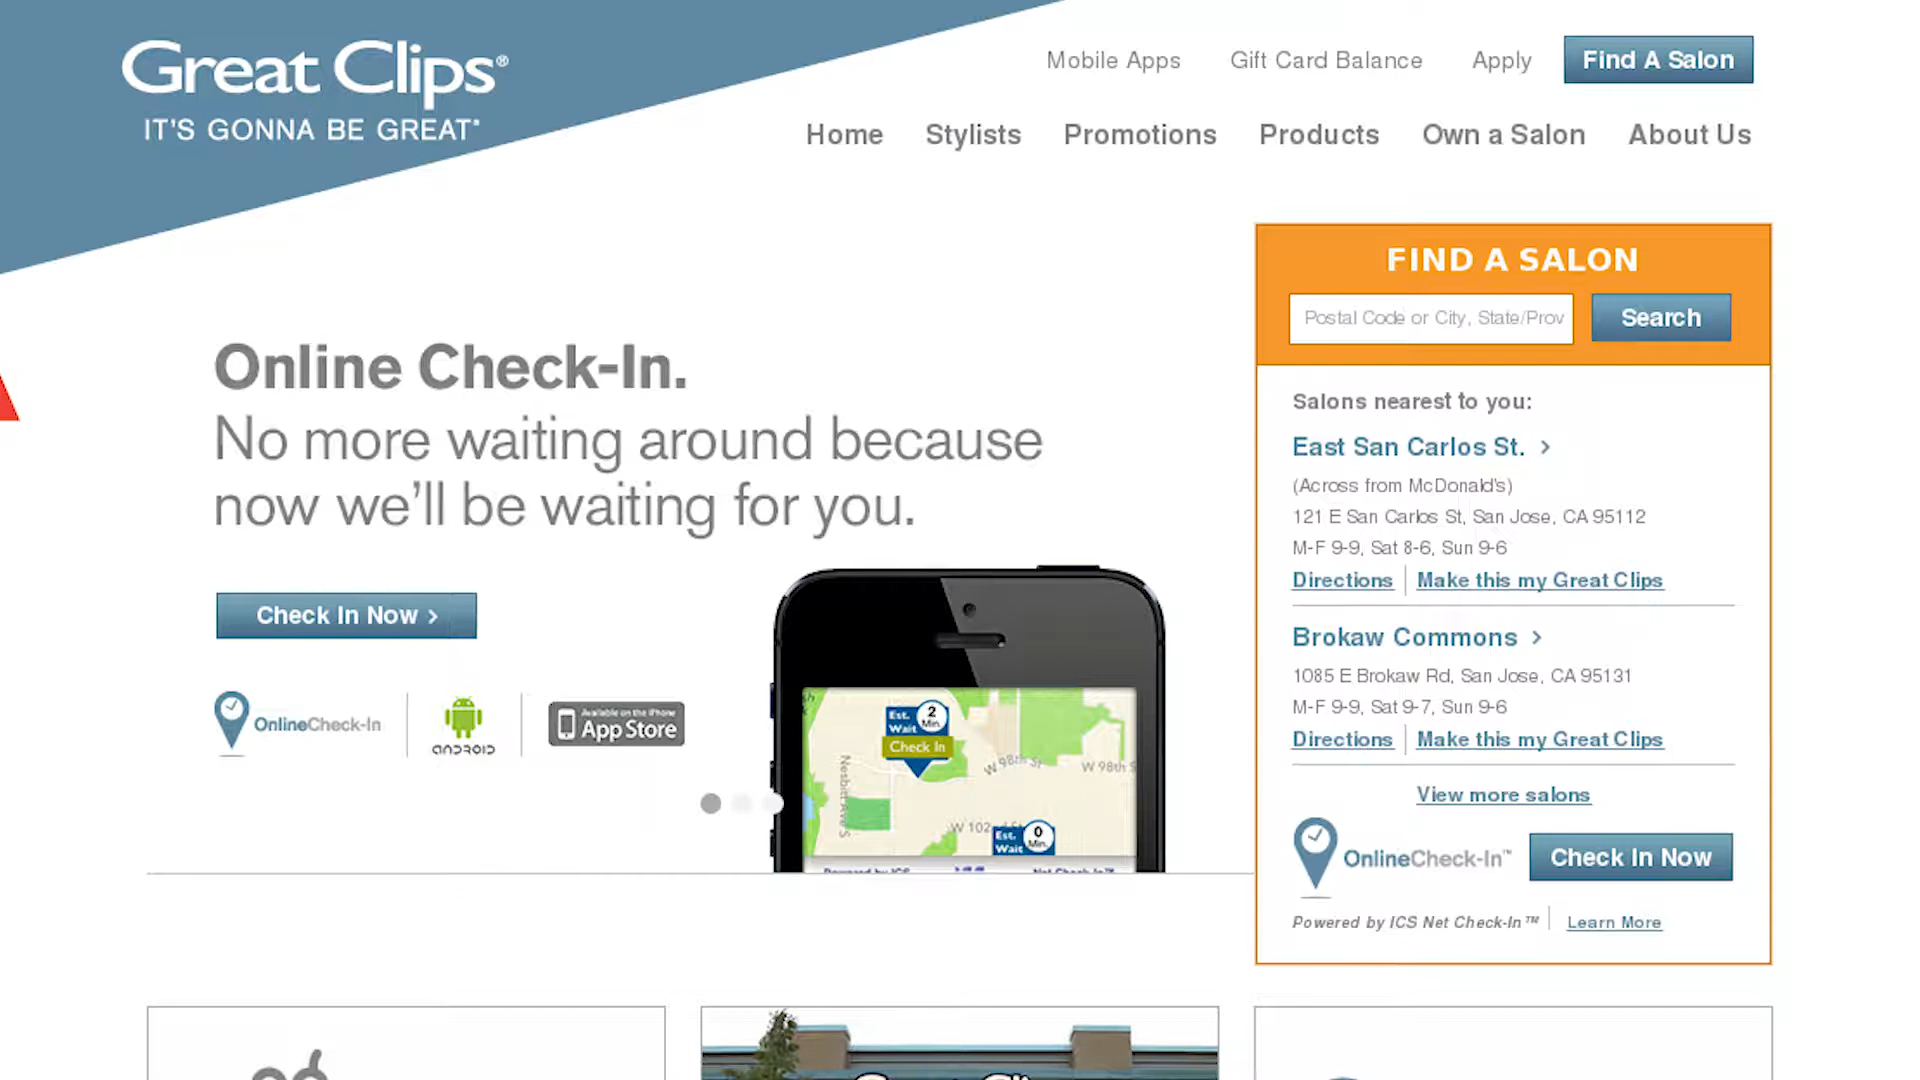 Great Clips®
IT'S GONNA BE GREAT®
Mobile Apps
Gift Card Balance
Apply
Find A Salon
Home
Stylists
Promotions
Products
Own a Salon
About Us
Online Check-In.
No more waiting around because
now we'll be waiting for you.
Check In Now ›
OnlineCheck-In
ANDROID
Available on the iPhone
App Store
Est. Wait
2 Min.
Check In
W 98th St
W 98th S
Nesbitt Ave S
W 102
Est. Wait
0 Min.
FIND A SALON
Postal Code or City, State/Prov
Search
Salons nearest to you:
East San Carlos St. ›
(Across from McDonald's)
121 E San Carlos St, San Jose, CA 95112
M-F 9-9, Sat 8-6, Sun 9-6
Directions
Make this my Great Clips
Brokaw Commons ›
1085 E Brokaw Rd, San Jose, CA 95131
M-F 9-9, Sat 9-7, Sun 9-6
Directions
Make this my Great Clips
View more salons
OnlineCheck-In™
Check In Now
Powered by ICS Net Check-In™
Learn More